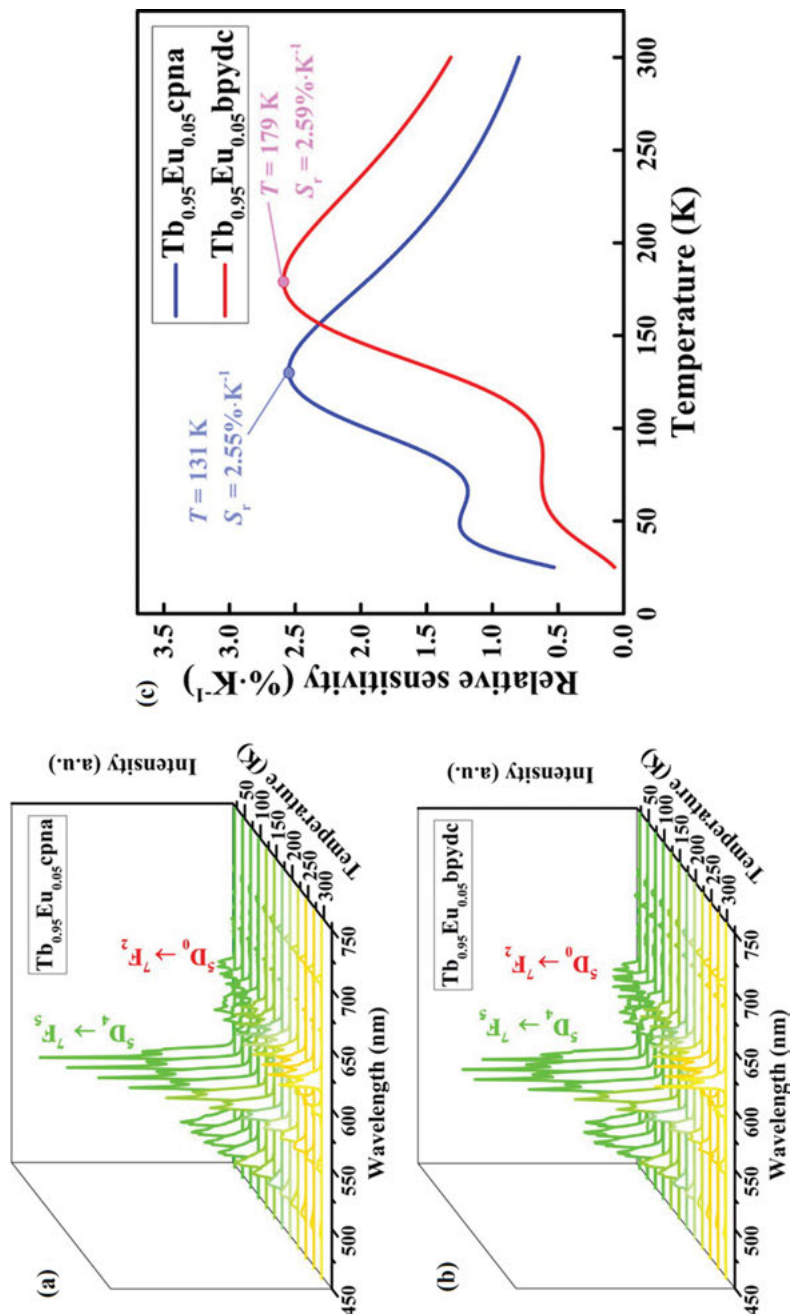 (a)
Tb0.95Eu0.05cpna
5D4 → 7F5
5D0 → 7F2
Intensity (a.u.)
Temperature (K)
50
100
150
200
250
300
450 500 550 600 650 700 750
Wavelength (nm)
(b)
Tb0.95Eu0.05bpydc
5D4 → 7F5
5D0 → 7F2
Intensity (a.u.)
Temperature (K)
50
100
150
200
250
300
450 500 550 600 650 700 750
Wavelength (nm)
(c)
Relative sensitivity (%·K-1)
3.5
3.0
2.5
2.0
1.5
1.0
0.5
0.0
T = 131 K
Sr = 2.55%·K-1
T = 179 K
Sr = 2.59%·K-1
Tb0.95Eu0.05cpna
Tb0.95Eu0.05bpydc
0 50 100 150 200 250 300
Temperature (K)